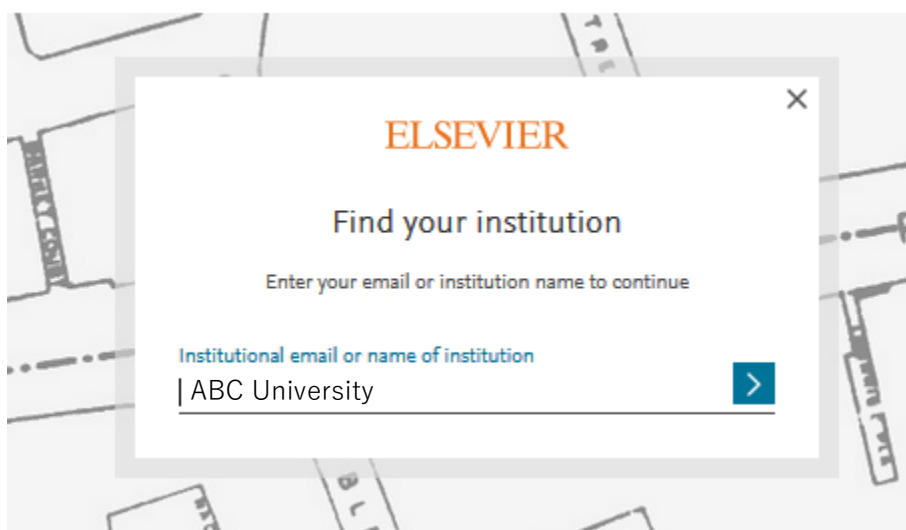 ELSEVIER
Find your institution
Enter your email or institution name to continue
Institutional email or name of institution
ABC University